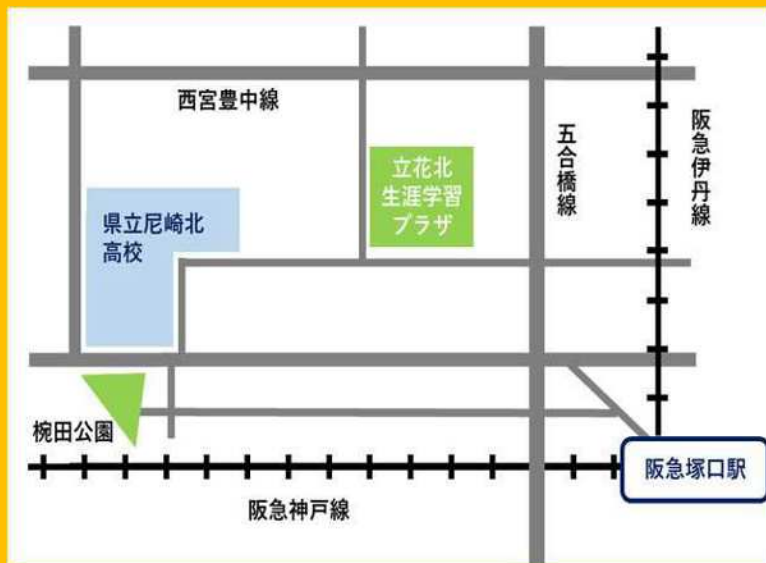 西宮豊中線
五合橋線
阪急伊丹線
立花北
生涯学習
プラザ
県立尼崎北
高校
椀田公園
阪急塚口駅
阪急神戸線